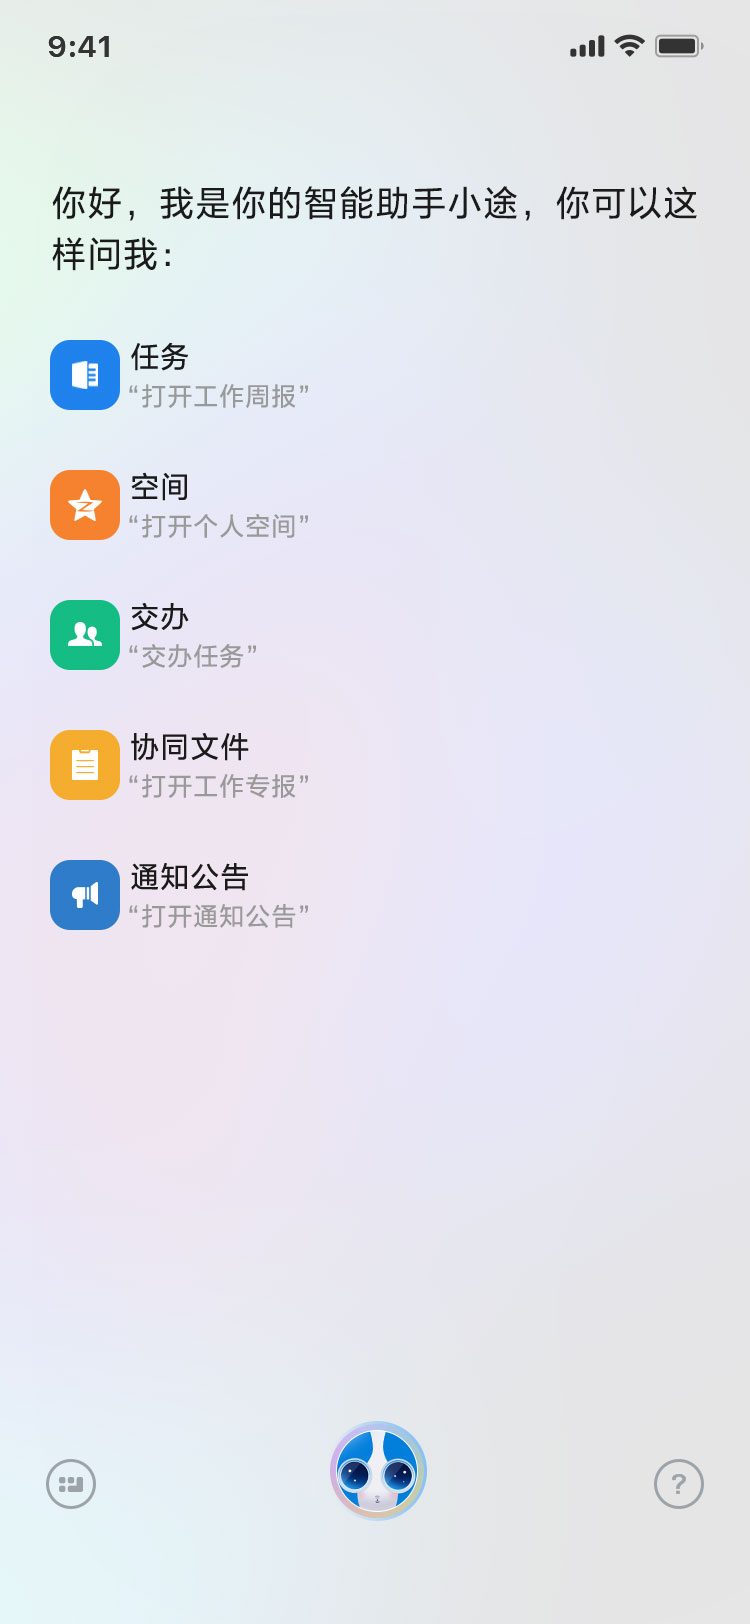 9:41
你好，我是你的智能助手小途，你可以这
样问我：
任务
“打开工作周报”
空间
“打开个人空间”
交办
“交办任务”
协同文件
“打开工作专报”
通知公告
“打开通知公告”
?